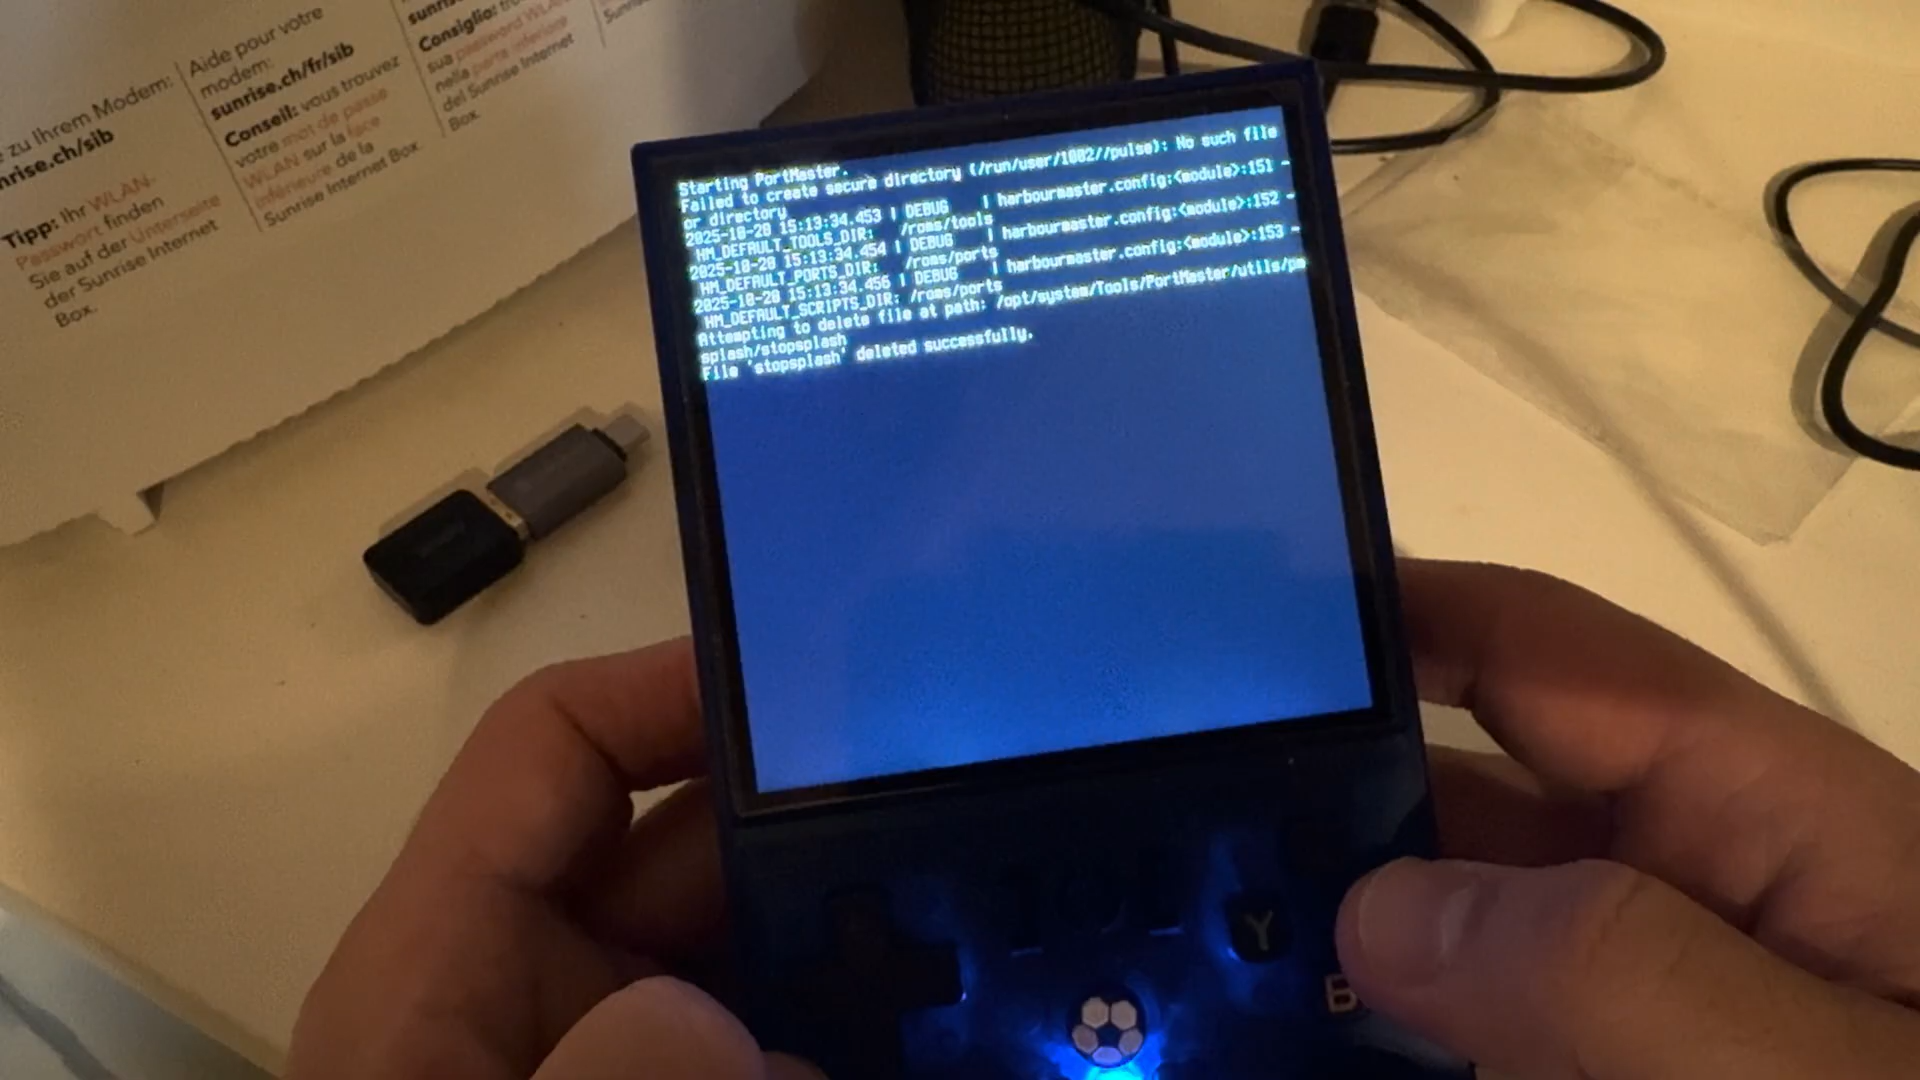 zu Ihrem Modem:
nrise.ch/sib
Tipp: Ihr WLAN-
Passwort finden
Sie auf der Unterseite
der Sunrise Internet
Box.
Aide pour votre
modem:
sunrise.ch/fr/sib
Conseil: vous trouvez
votre mot de passe
WLAN sur la face
inférieure de la
Sunrise Internet Box.
Consiglio:
sua password WLAN
nella parte inferiore
del Sunrise Internet
Box.
Starting PortMaster.
Failed to create secure directory (/run/user/1002//pulse): No such file
or directory
2025-10-20 15:13:34.453 | DEBUG | harbourmaster.config:<module>:151 -
HM_DEFAULT_TOOLS_DIR: /roms/tools
2025-10-20 15:13:34.454 | DEBUG | harbourmaster.config:<module>:152 -
HM_DEFAULT_PORTS_DIR: /roms/ports
2025-10-20 15:13:34.456 | DEBUG | harbourmaster.config:<module>:153 -
HM_DEFAULT_SCRIPTS_DIR: /roms/ports
Attempting to delete file at path: /opt/system/Tools/PortMaster/utils/pm
splash/stopsplash
File 'stopsplash' deleted successfully.
Y
B